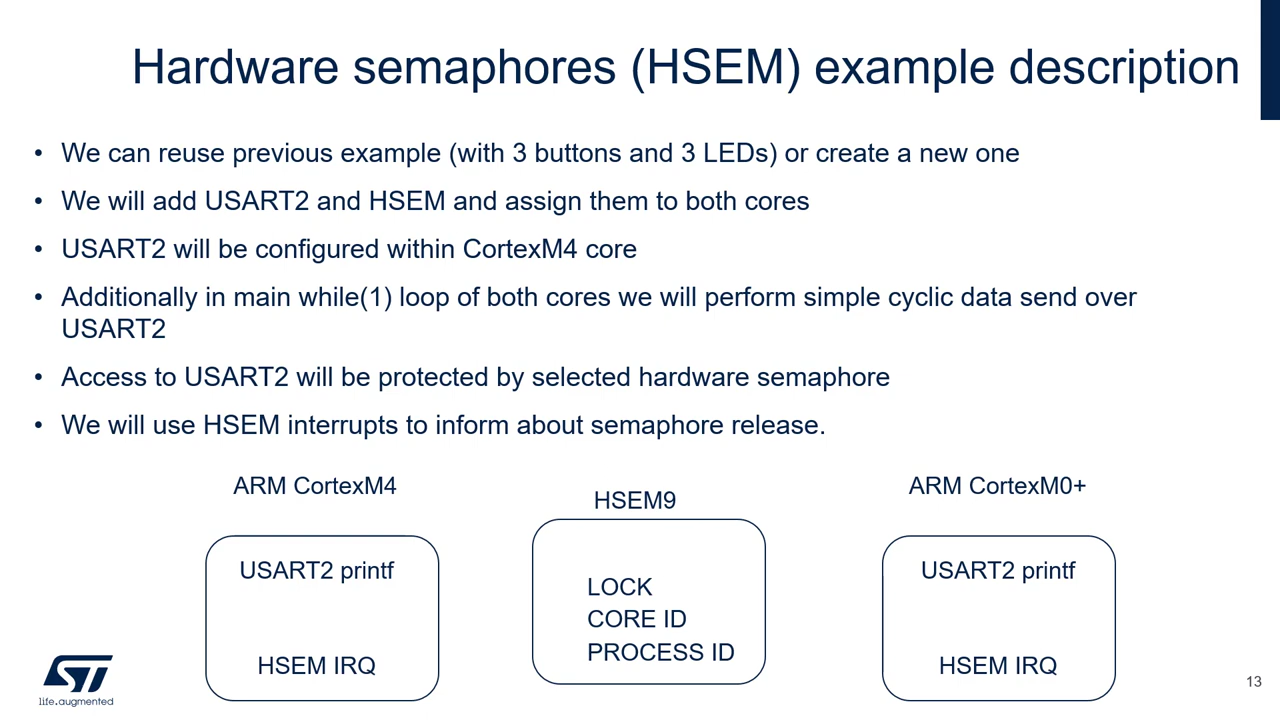 Hardware semaphores (HSEM) example description
• We can reuse previous example (with 3 buttons and 3 LEDs) or create a new one
• We will add USART2 and HSEM and assign them to both cores
• USART2 will be configured within CortexM4 core
• Additionally in main while(1) loop of both cores we will perform simple cyclic data send over
USART2
• Access to USART2 will be protected by selected hardware semaphore
• We will use HSEM interrupts to inform about semaphore release.
ARM CortexM4
USART2 printf
HSEM IRQ
HSEM9
LOCK
CORE ID
PROCESS ID
ARM CortexM0+
USART2 printf
HSEM IRQ
ST
life.augmented
13